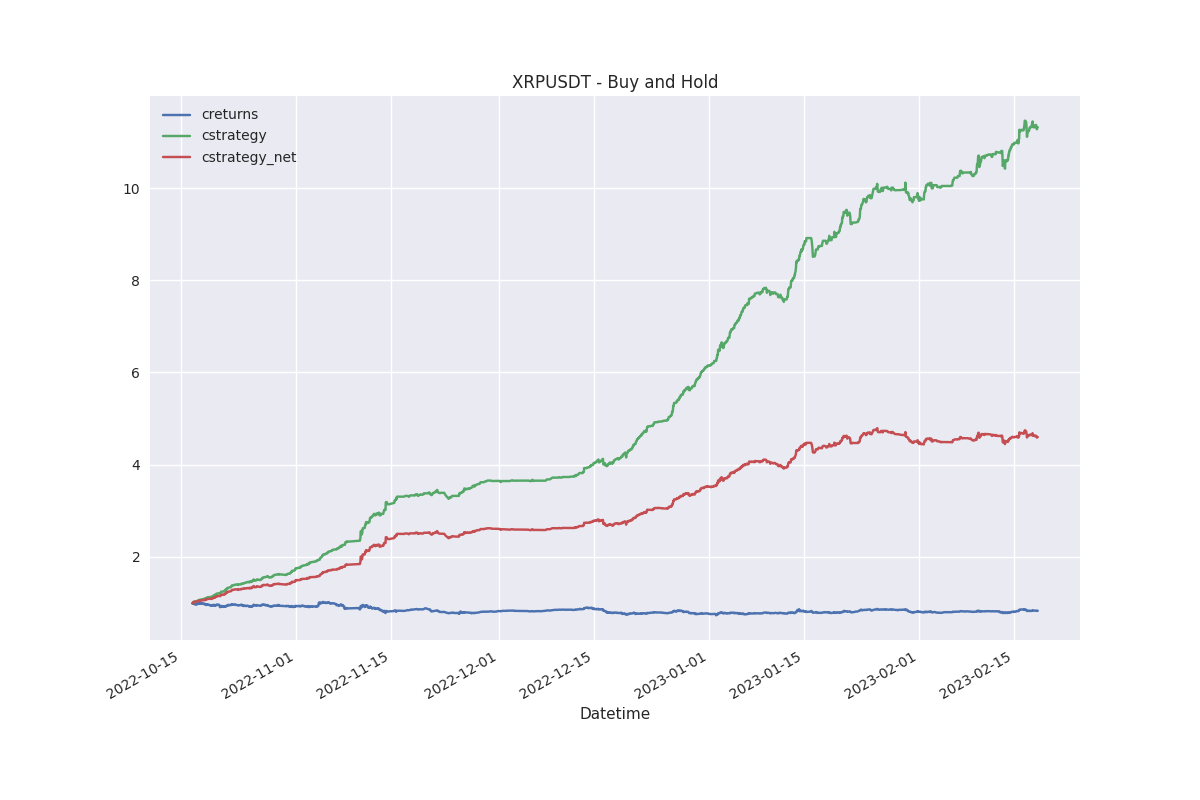 XRPUSDT - Buy and Hold
creturns
cstrategy
cstrategy_net
10
8
6
4
2
2022-10-15
2022-11-01
2022-11-15
2022-12-01
2022-12-15
2023-01-01
2023-01-15
2023-02-01
2023-02-15
Datetime